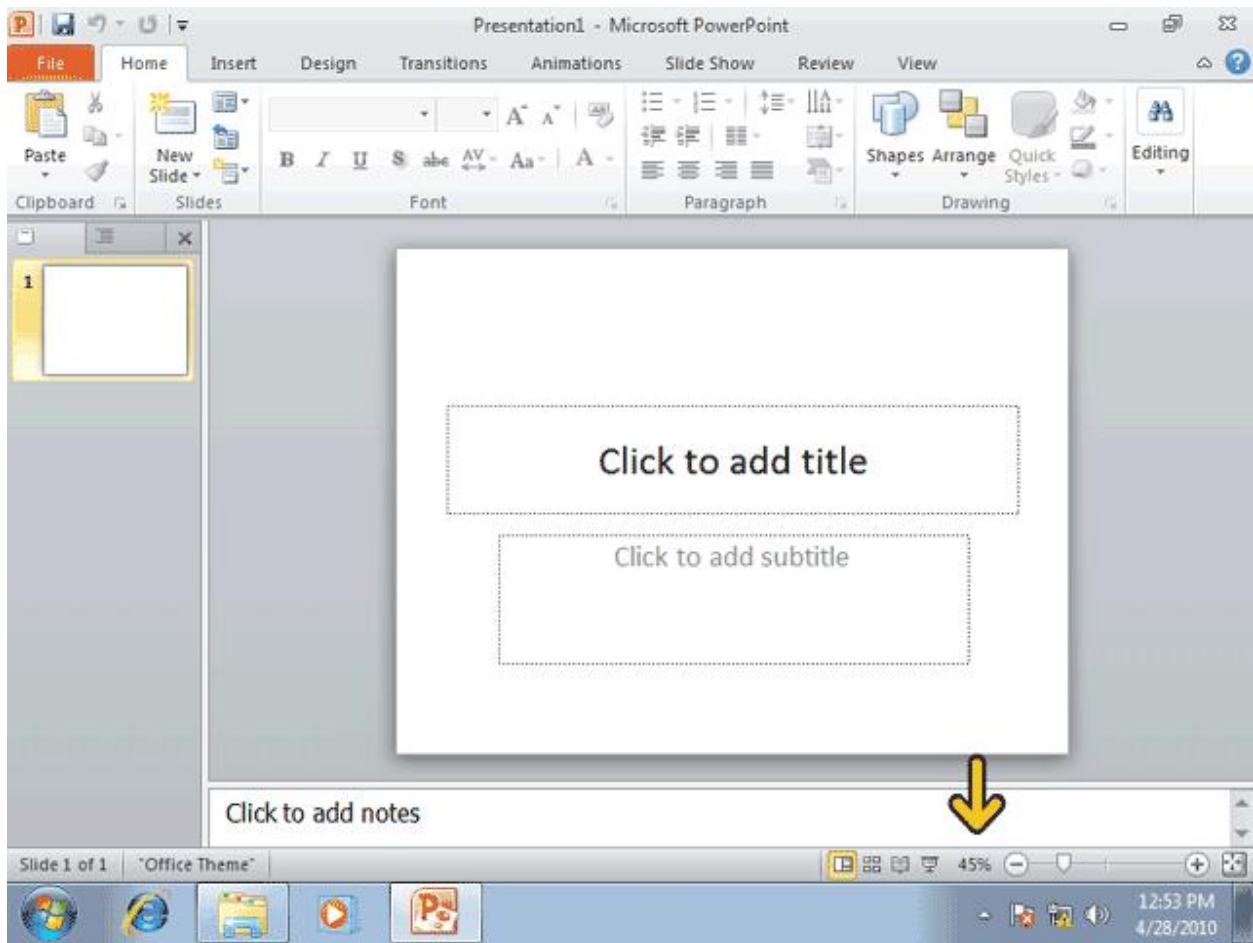 Presentation1 - Microsoft PowerPoint
File Home Insert Design Transitions Animations Slide Show Review View
Paste
New Slide
B I U S abc AV Aa A
A A
Shapes Arrange Quick Styles
Editing
Clipboard Slides Font Paragraph Drawing
1
Click to add title
Click to add subtitle
Click to add notes
Slide 1 of 1 "Office Theme" 45%
12:53 PM
4/28/2010